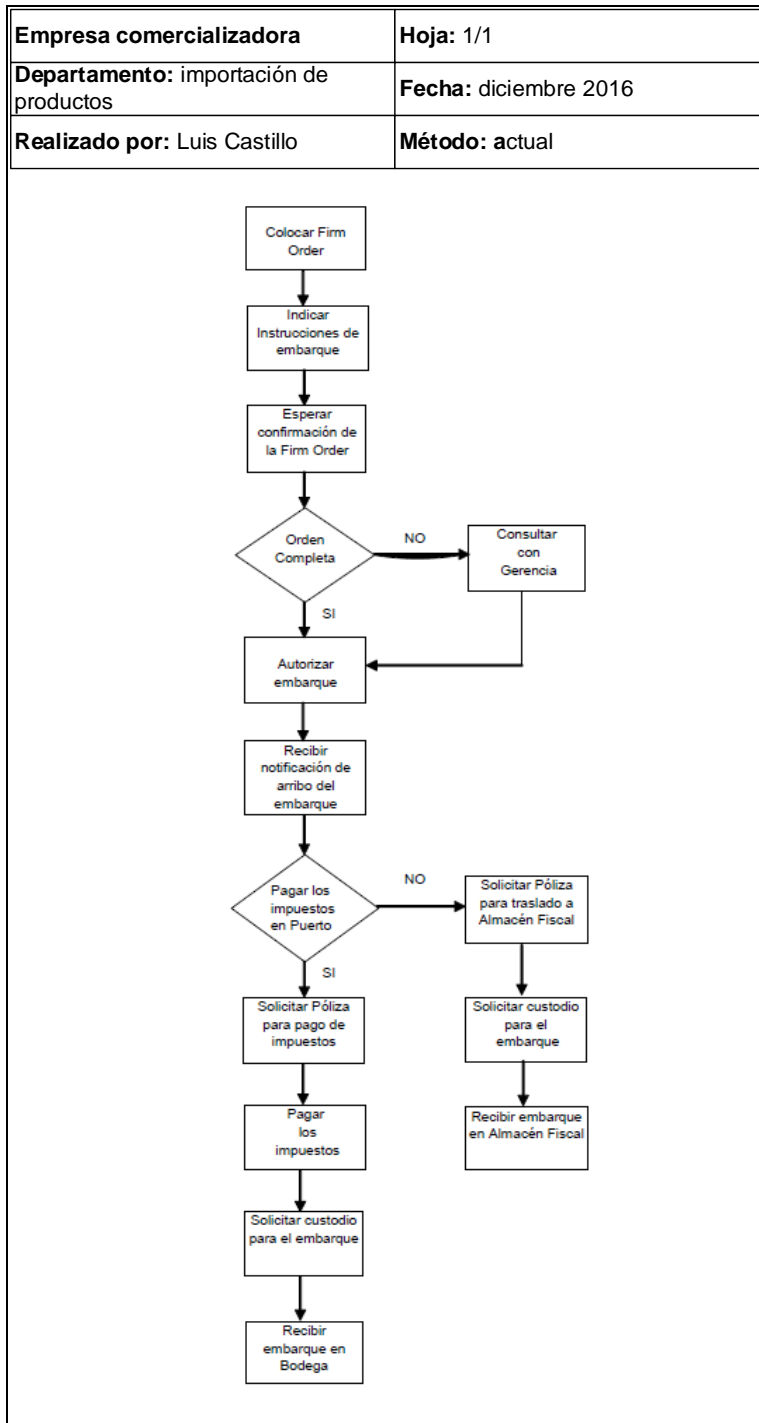 Empresa comercializadora
Hoja: 1/1
Departamento: importación de
productos
Fecha: diciembre 2016
Realizado por: Luis Castillo
Método: actual
Colocar Firm
Order
Indicar
Instrucciones de
embarque
Esperar
confirmación de
la Firm Order
Orden
Completa
NO
Consultar
con
Gerencia
SI
Autorizar
embarque
Recibir
notificación de
arribo del
embarque
Pagar los
impuestos
en Puerto
NO
Solicitar Póliza
para traslado a
Almacén Fiscal
SI
Solicitar Póliza
para pago de
impuestos
Solicitar custodio
para el
embarque
Pagar
los
impuestos
Recibir embarque
en Almacén Fiscal
Solicitar custodio
para el embarque
Recibir
embarque en
Bodega